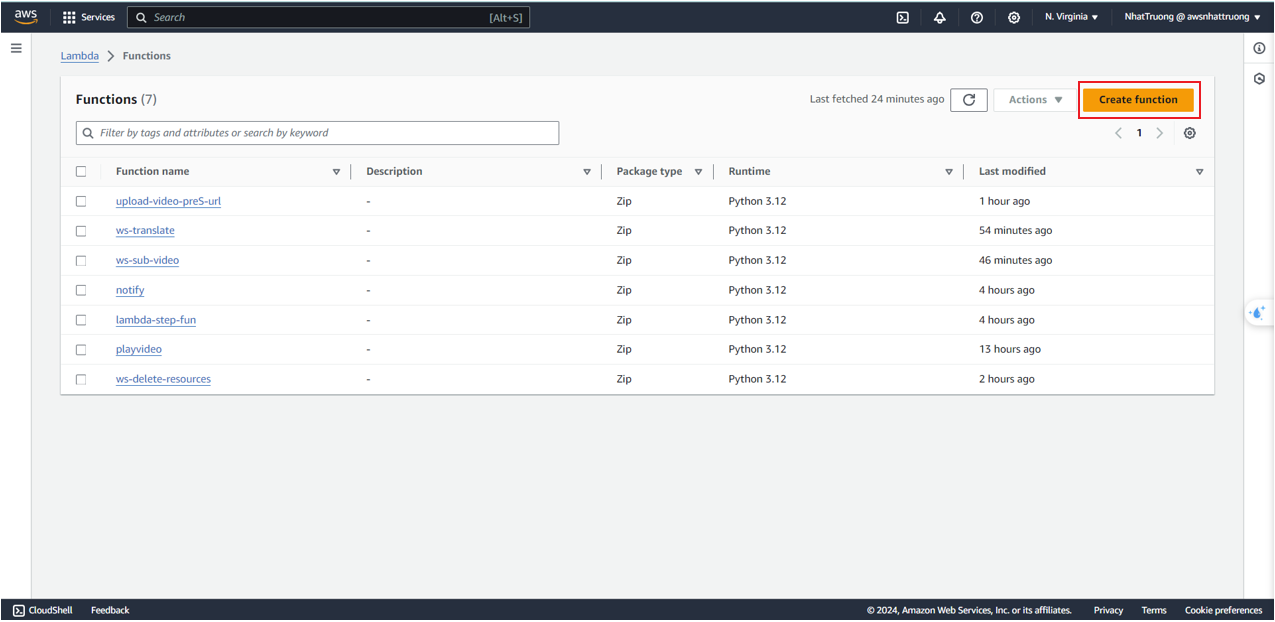 aws Services Search [Alt+S] N. Virginia NhatTruong @ awsnhattruong
Lambda Functions
Functions (7) Last fetched 24 minutes ago Actions Create function
Filter by tags and attributes or search by keyword 1
Function name Description Package type Runtime Last modified
upload-video-preS-url - Zip Python 3.12 1 hour ago
ws-translate - Zip Python 3.12 54 minutes ago
ws-sub-video - Zip Python 3.12 46 minutes ago
notify - Zip Python 3.12 4 hours ago
lambda-step-fun - Zip Python 3.12 4 hours ago
playvideo - Zip Python 3.12 13 hours ago
ws-delete-resources - Zip Python 3.12 2 hours ago
CloudShell Feedback © 2024, Amazon Web Services, Inc. or its affiliates. Privacy Terms Cookie preferences